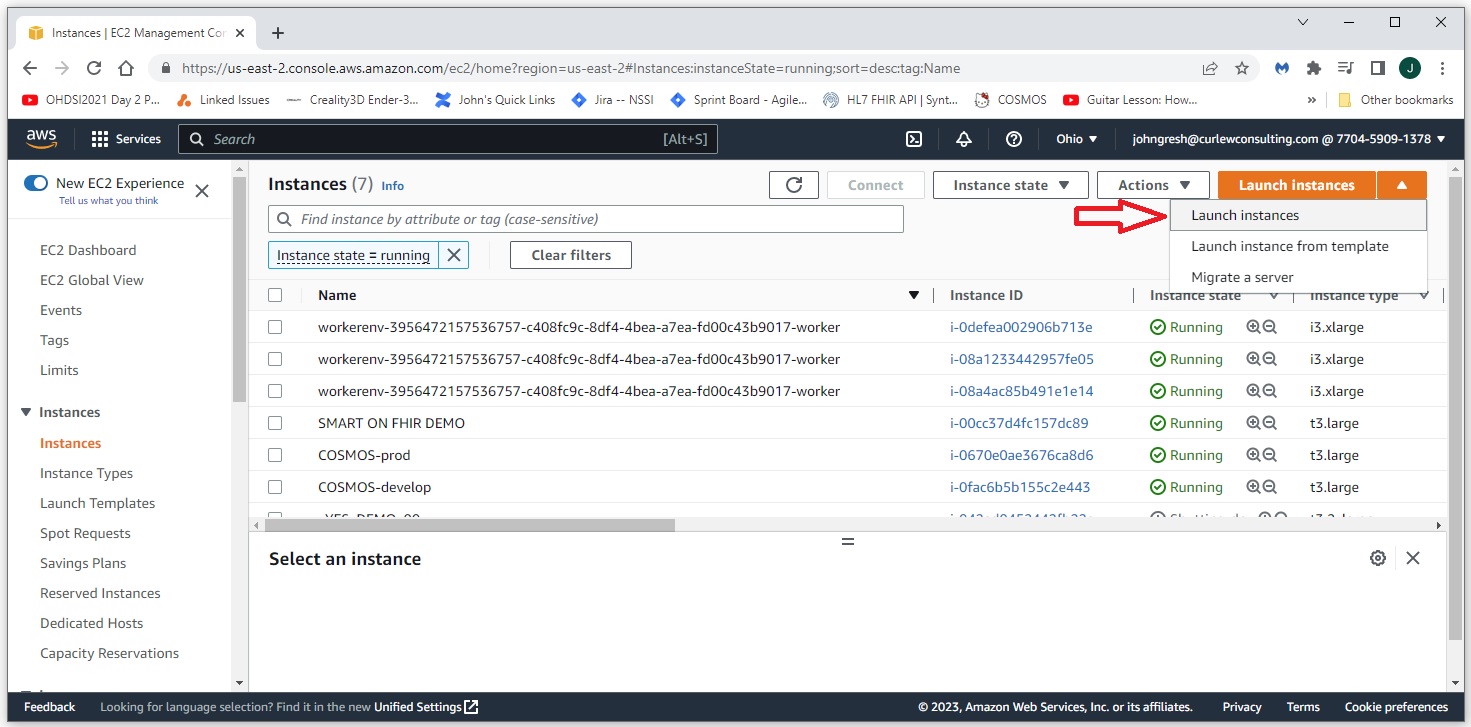 Instances | EC2 Management Cor
https://us-east-2.console.aws.amazon.com/ec2/home?region=us-east-2#Instances:instanceState=running;sort=desc:tag:Name
J
OHDSI2021 Day 2 P... Linked Issues Creality3D Ender-3... John's Quick Links Jira -- NSSI Sprint Board - Agile... HL7 FHIR API | Synt... COSMOS Guitar Lesson: How... » Other bookmarks
aws Services Search [Alt+S] Ohio johngresh@curlewconsulting.com @ 7704-5909-1378
New EC2 Experience
Tell us what you think
EC2 Dashboard
EC2 Global View
Events
Tags
Limits
Instances
Instances
Instance Types
Launch Templates
Spot Requests
Savings Plans
Reserved Instances
Dedicated Hosts
Capacity Reservations
Instances (7) Info
Connect Instance state Actions Launch instances
Find instance by attribute or tag (case-sensitive)
Launch instances
Launch instance from template
Migrate a server
Instance state = running Clear filters
Name Instance ID Instance state Instance type
workerenv-3956472157536757-c408fc9c-8df4-4bea-a7ea-fd00c43b9017-worker i-0defea002906b713e Running i3.xlarge
workerenv-3956472157536757-c408fc9c-8df4-4bea-a7ea-fd00c43b9017-worker i-08a1233442957fe05 Running i3.xlarge
workerenv-3956472157536757-c408fc9c-8df4-4bea-a7ea-fd00c43b9017-worker i-08a4ac85b491e1e14 Running i3.xlarge
SMART ON FHIR DEMO i-00cc37d4fc157dc89 Running t3.large
COSMOS-prod i-0670e0ae3676ca8d6 Running t3.large
COSMOS-develop i-0fac6b5b155c2e443 Running t3.large
Select an instance
Feedback Looking for language selection? Find it in the new Unified Settings © 2023, Amazon Web Services, Inc. or its affiliates. Privacy Terms Cookie preferences